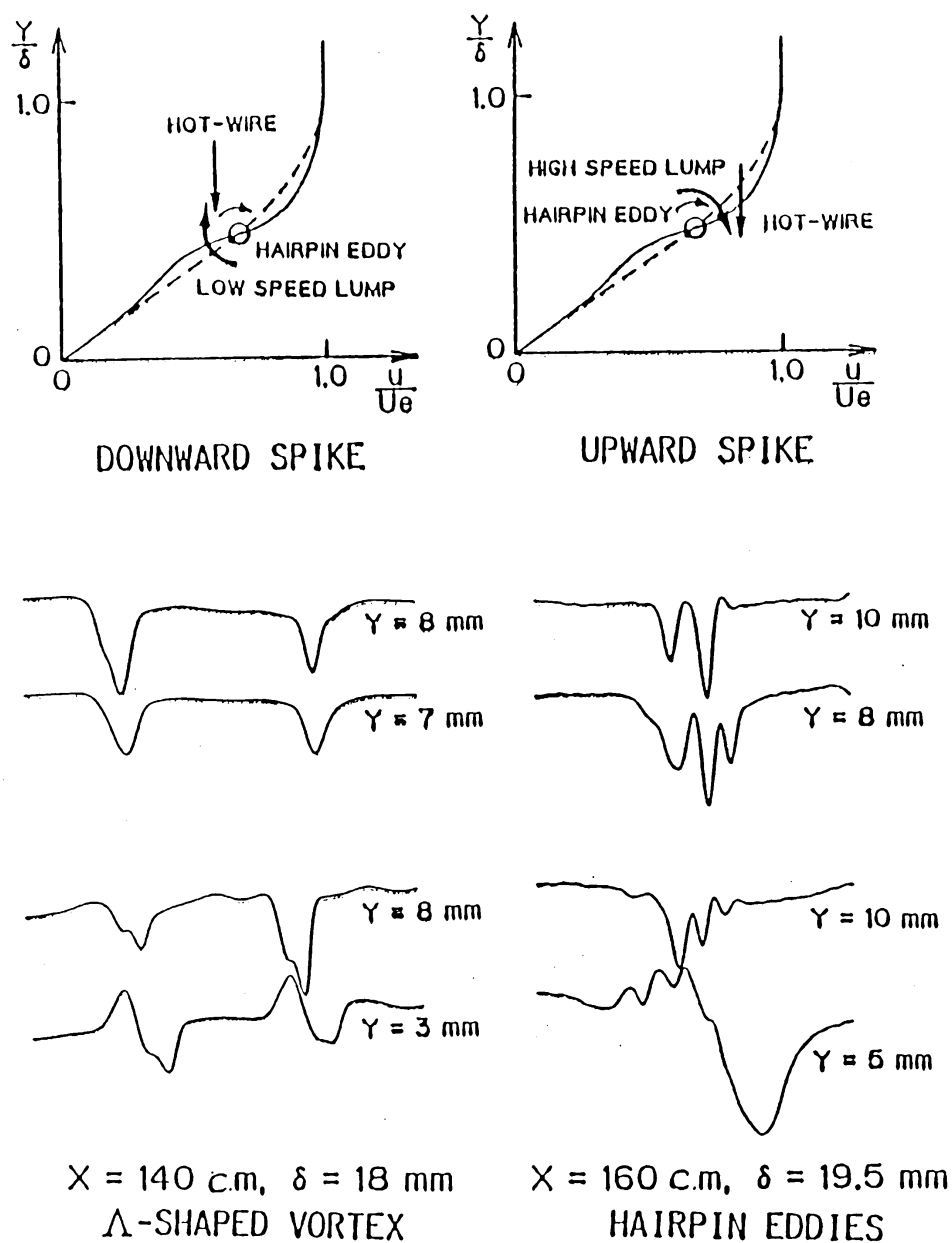 Y
δ
1.0
HOT-WIRE
HAIRPIN EDDY
LOW SPEED LUMP
0
0
1.0
u
Ue
DOWNWARD SPIKE
Y
δ
1.0
HIGH SPEED LUMP
HAIRPIN EDDY
HOT-WIRE
0
0
1.0
u
Ue
UPWARD SPIKE
Y = 8 mm
Y = 7 mm
Y = 8 mm
Y = 3 mm
X = 140 c.m, δ = 18 mm
Λ-SHAPED VORTEX
Y = 10 mm
Y = 8 mm
Y = 10 mm
Y = 5 mm
X = 160 c.m, δ = 19.5 mm
HAIRPIN EDDIES